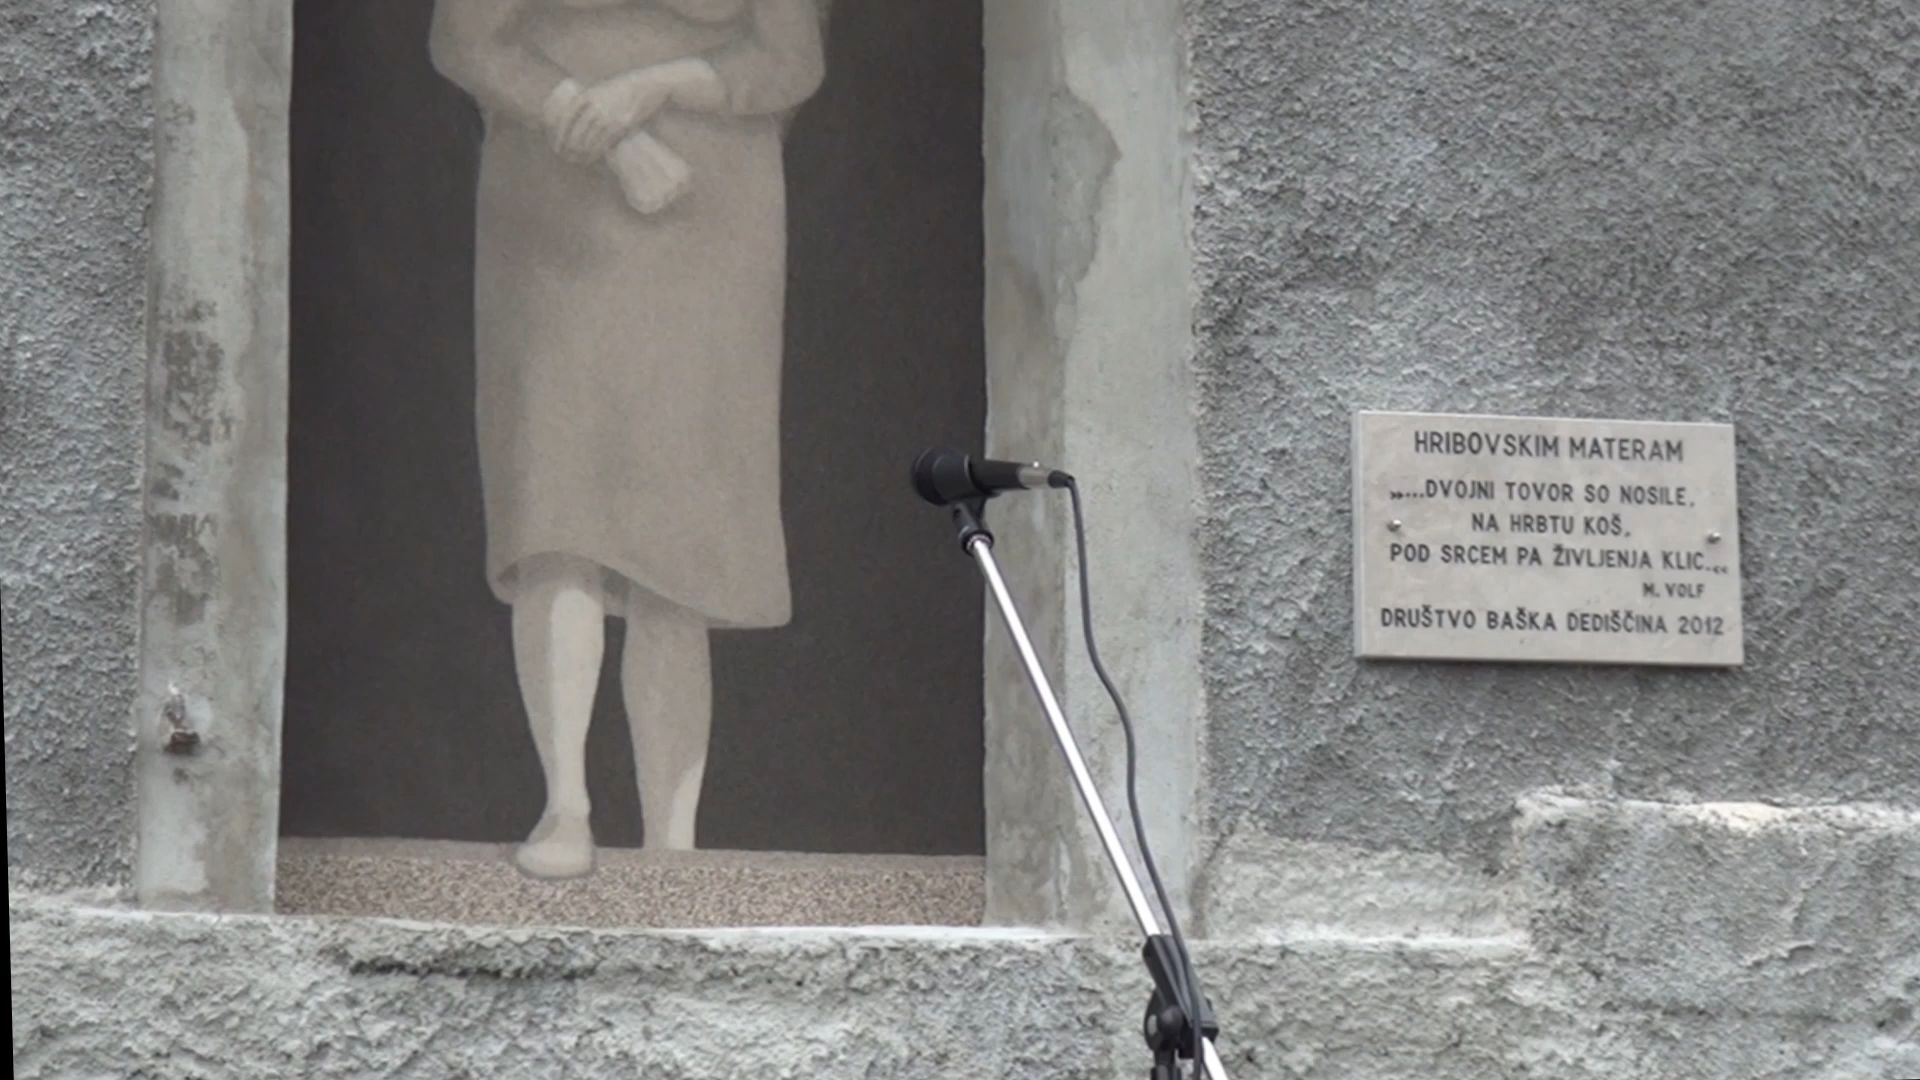 HRIBOVSKIM MATERAM
»...DVOJNI TOVOR SO NOSILE,
NA HRBTU KOŠ,
POD SRCEM PA ŽIVLJENJA KLIC...«
M. VOLF
DRUŠTVO BAŠKA DEDIŠČINA 2012